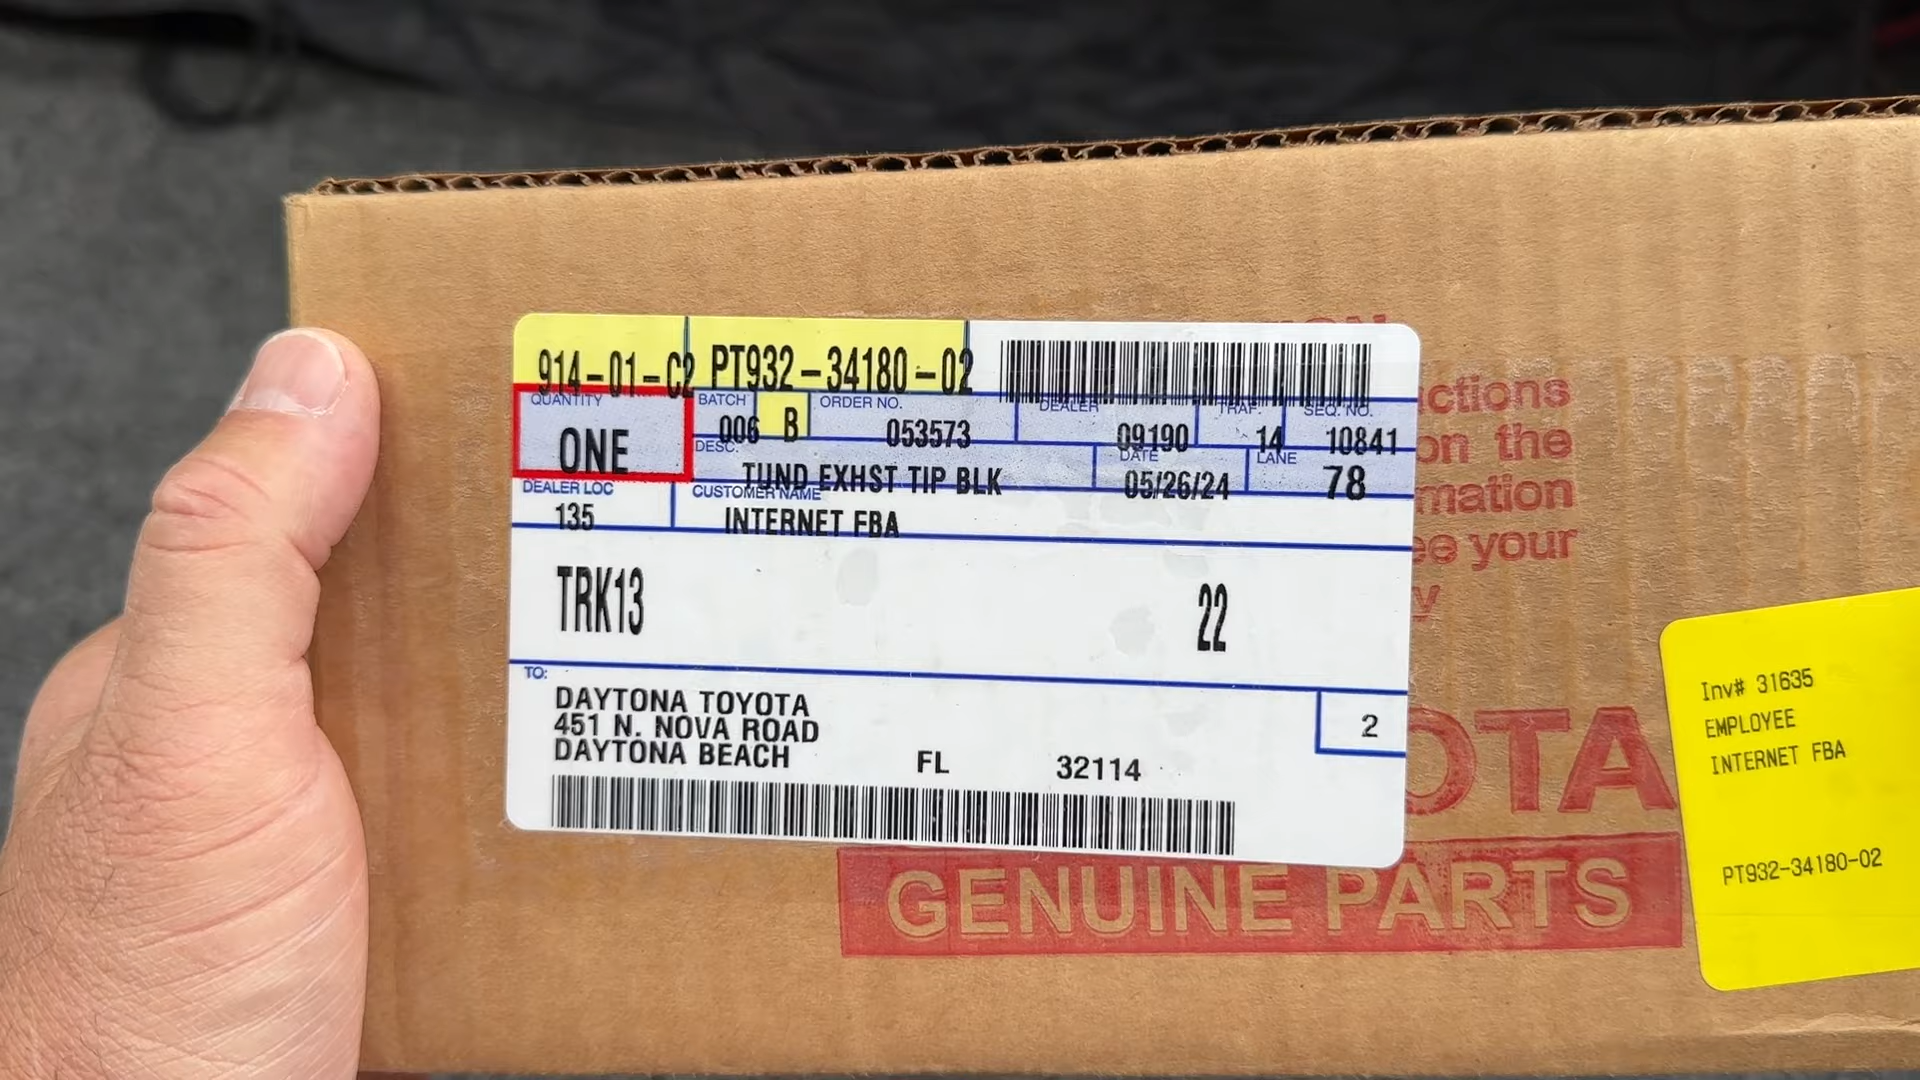 914-01-C2 PT932-34180-02
QUANTITY BATCH ORDER NO. DEALER TRAF. SEQ. NO.
ONE 006 B 053573 09190 14 10841
DESC. DATE LANE
TUND EXHST TIP BLK 05/26/24 78
DEALER LOC CUSTOMER NAME
135 INTERNET FBA
TRK13 22
TO:
DAYTONA TOYOTA
451 N. NOVA ROAD
DAYTONA BEACH FL 32114
2
on the
your
GENUINE PARTS
Inv# 31635
EMPLOYEE
INTERNET FBA
PT932-34180-02